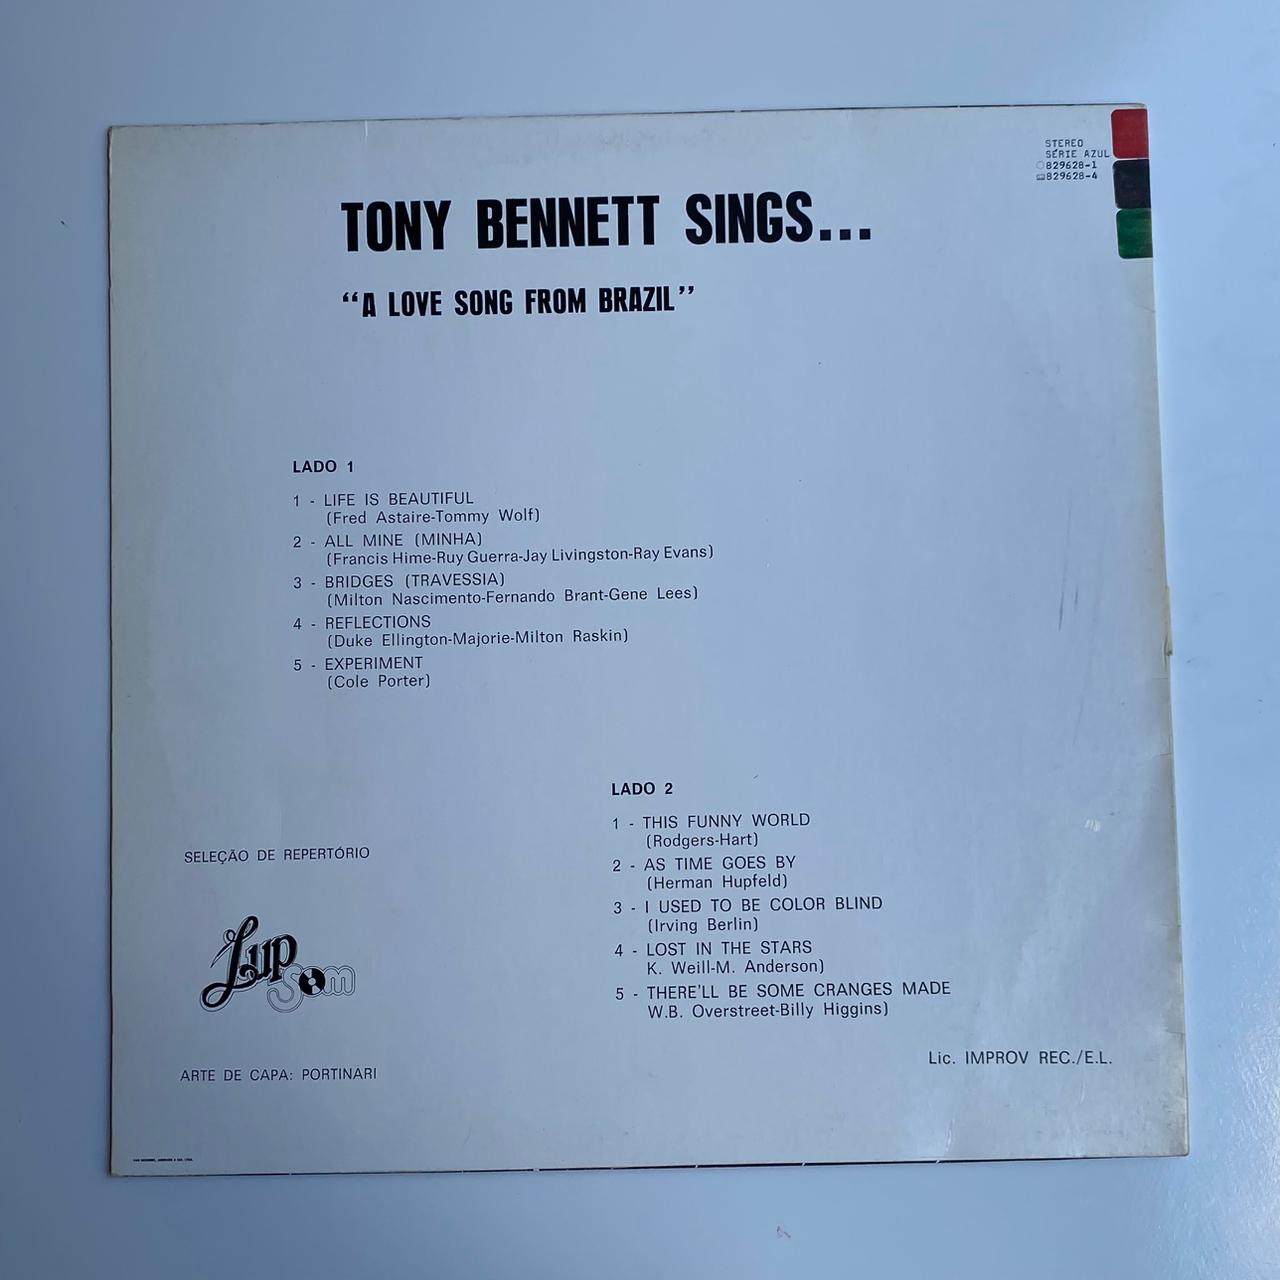 STEREO
SÉRIE AZUL
829628-1
829628-4
TONY BENNETT SINGS...
“A LOVE SONG FROM BRAZIL”
LADO 1
1 - LIFE IS BEAUTIFUL
(Fred Astaire-Tommy Wolf)
2 - ALL MINE (MINHA)
(Francis Hime-Ruy Guerra-Jay Livingston-Ray Evans)
3 - BRIDGES (TRAVESSIA)
(Milton Nascimento-Fernando Brant-Gene Lees)
4 - REFLECTIONS
(Duke Ellington-Majorie-Milton Raskin)
5 - EXPERIMENT
(Cole Porter)
LADO 2
1 - THIS FUNNY WORLD
(Rodgers-Hart)
2 - AS TIME GOES BY
(Herman Hupfeld)
3 - I USED TO BE COLOR BLIND
(Irving Berlin)
4 - LOST IN THE STARS
K. Weill-M. Anderson)
5 - THERE'LL BE SOME CRANGES MADE
W.B. Overstreet-Billy Higgins)
SELEÇÃO DE REPERTÓRIO
Lup
Som
Lic. IMPROV REC./E.L.
ARTE DE CAPA: PORTINARI